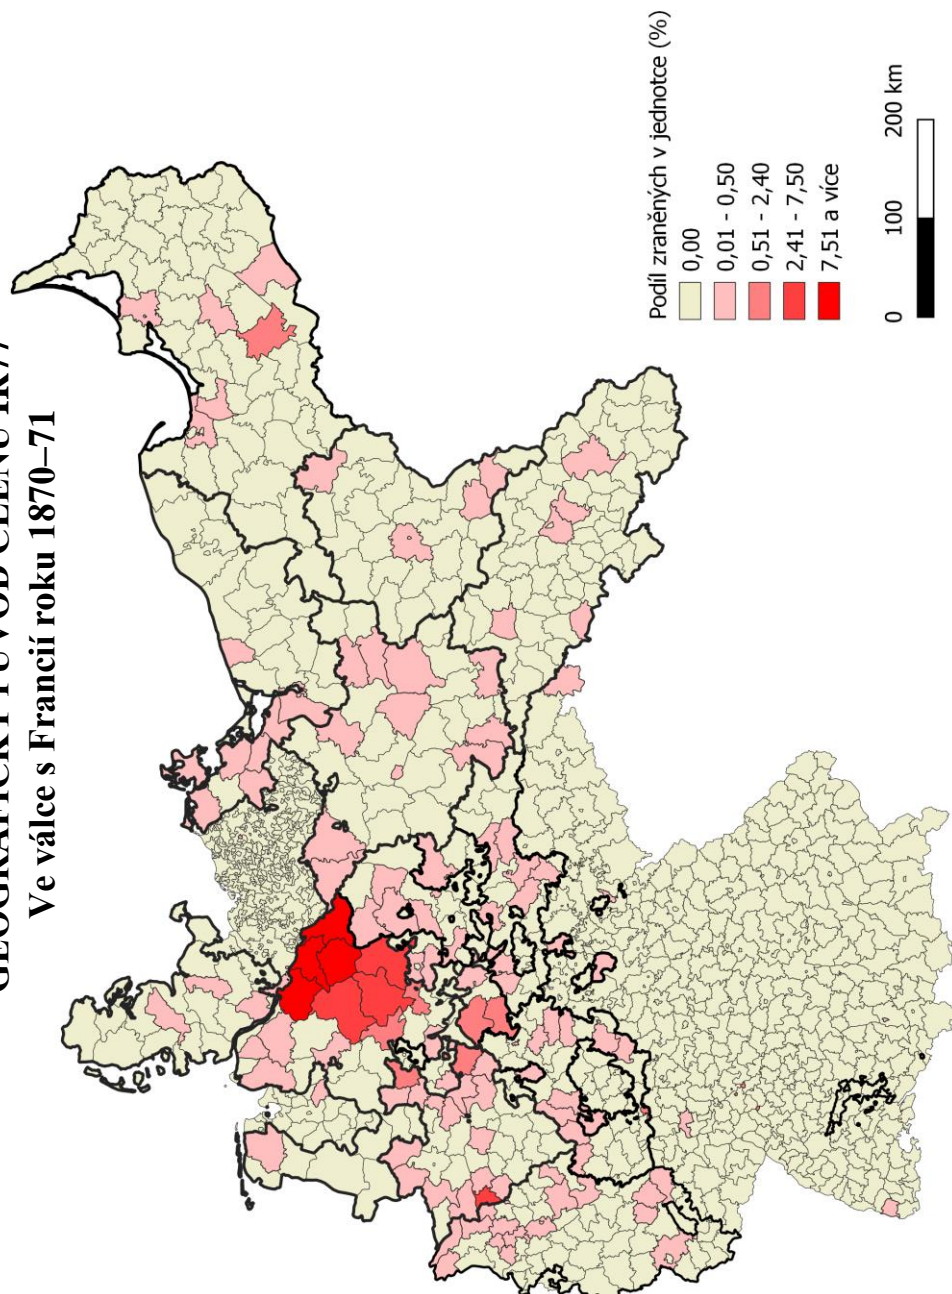 GEOGRAFICKÝ PŮVOD ČLENŮ IR77
Ve válce s Francií roku 1870–71
Podíl zraněných v jednotce (%)
0,00
0,01 - 0,50
0,51 - 2,40
2,41 - 7,50
7,51 a více
0 100 200 km